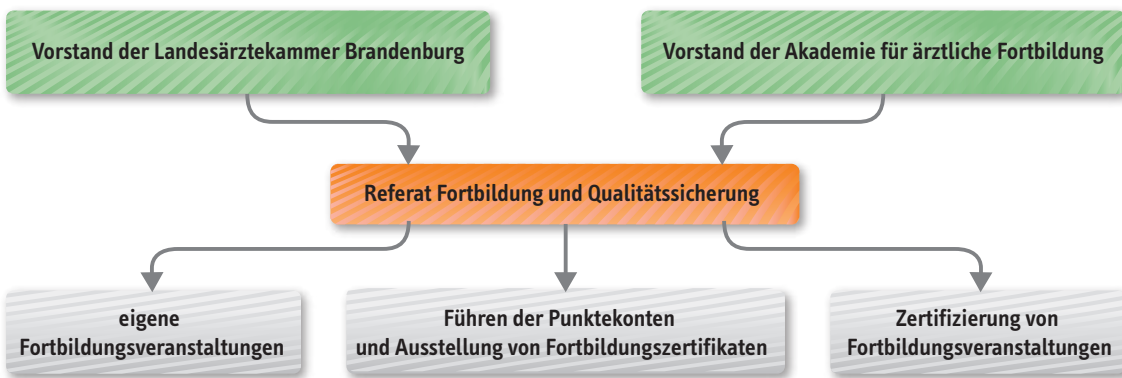 Vorstand der Landesärztekammer Brandenburg
Vorstand der Akademie für ärztliche Fortbildung
Referat Fortbildung und Qualitätssicherung
eigene
Fortbildungsveranstaltungen
Führen der Punktekonten
und Ausstellung von Fortbildungszertifikaten
Zertifizierung von
Fortbildungsveranstaltungen